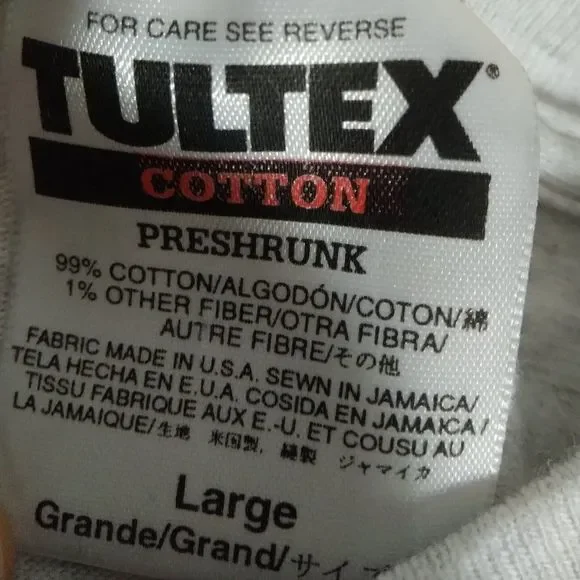 FOR CARE SEE REVERSE
TULTEX®
COTTON
PRESHRUNK
99% COTTON/ALGODÓN/COTON/綿
1% OTHER FIBER/OTRA FIBRA/
AUTRE FIBRE/その他
FABRIC MADE IN U.S.A. SEWN IN JAMAICA/
TELA HECHA EN E.U.A. COSIDA EN JAMAICA/
TISSU FABRIQUE AUX E.-U. ET COUSU AU
LA JAMAIQUE/生地 米国製, 縫製 ジャマイカ
Large
Grande/Grand/サイズ